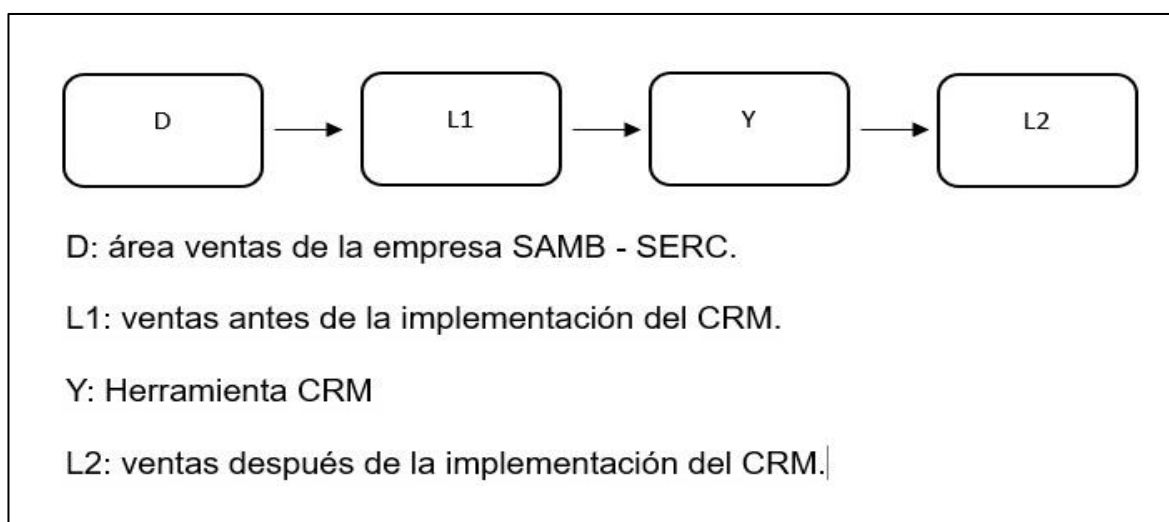 D
L1
Y
L2
D: área ventas de la empresa SAMB - SERC.
L1: ventas antes de la implementación del CRM.
Y: Herramienta CRM
L2: ventas después de la implementación del CRM.